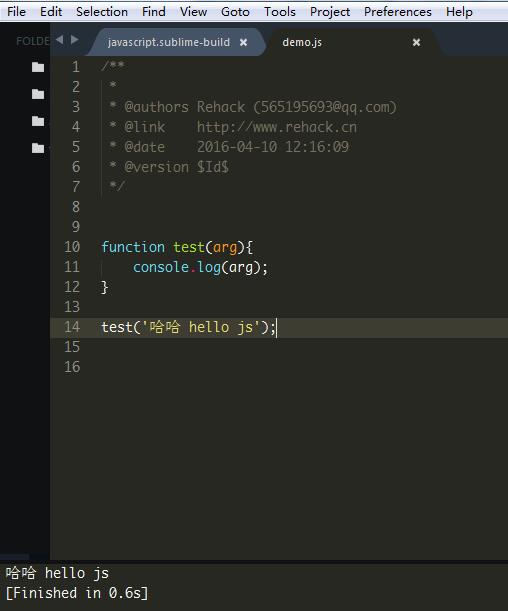 File Edit Selection Find View Goto Tools Project Preferences Help
FOLDE
javascript.sublime-build × demo.js ×
1 /**
2 *
3 * @authors Rehack (565195693@qq.com)
4 * @link http://www.rehack.cn
5 * @date 2016-04-10 12:16:09
6 * @version $Id$
7 */
8
9
10 function test(arg){
11 console.log(arg);
12 }
13
14 test('哈哈 hello js');
15
16
哈哈 hello js
[Finished in 0.6s]